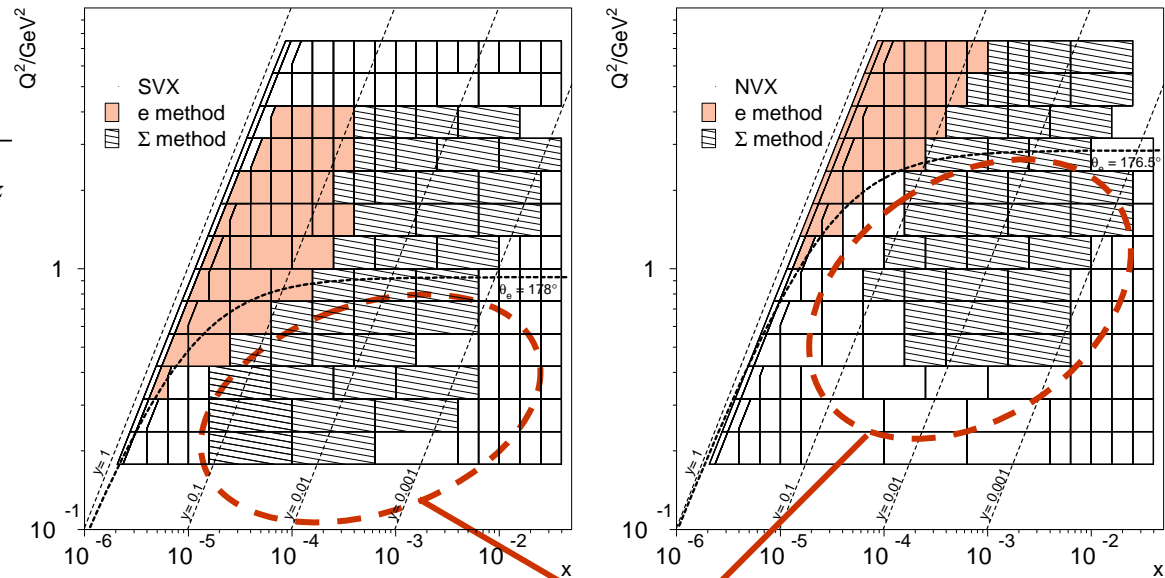 Q²/GeV²
SVX
e method
Σ method
1
10⁻¹
θₑ = 178°
y= 1
y= 0.1
y= 0.01
y= 0.001
10⁻⁶
10⁻⁵
10⁻⁴
10⁻³
10⁻²
x
Q²/GeV²
NVX
e method
Σ method
1
10⁻¹
θₑ = 176.5°
y= 1
y= 0.1
y= 0.01
y= 0.001
10⁻⁶
10⁻⁵
10⁻⁴
10⁻³
10⁻²
x